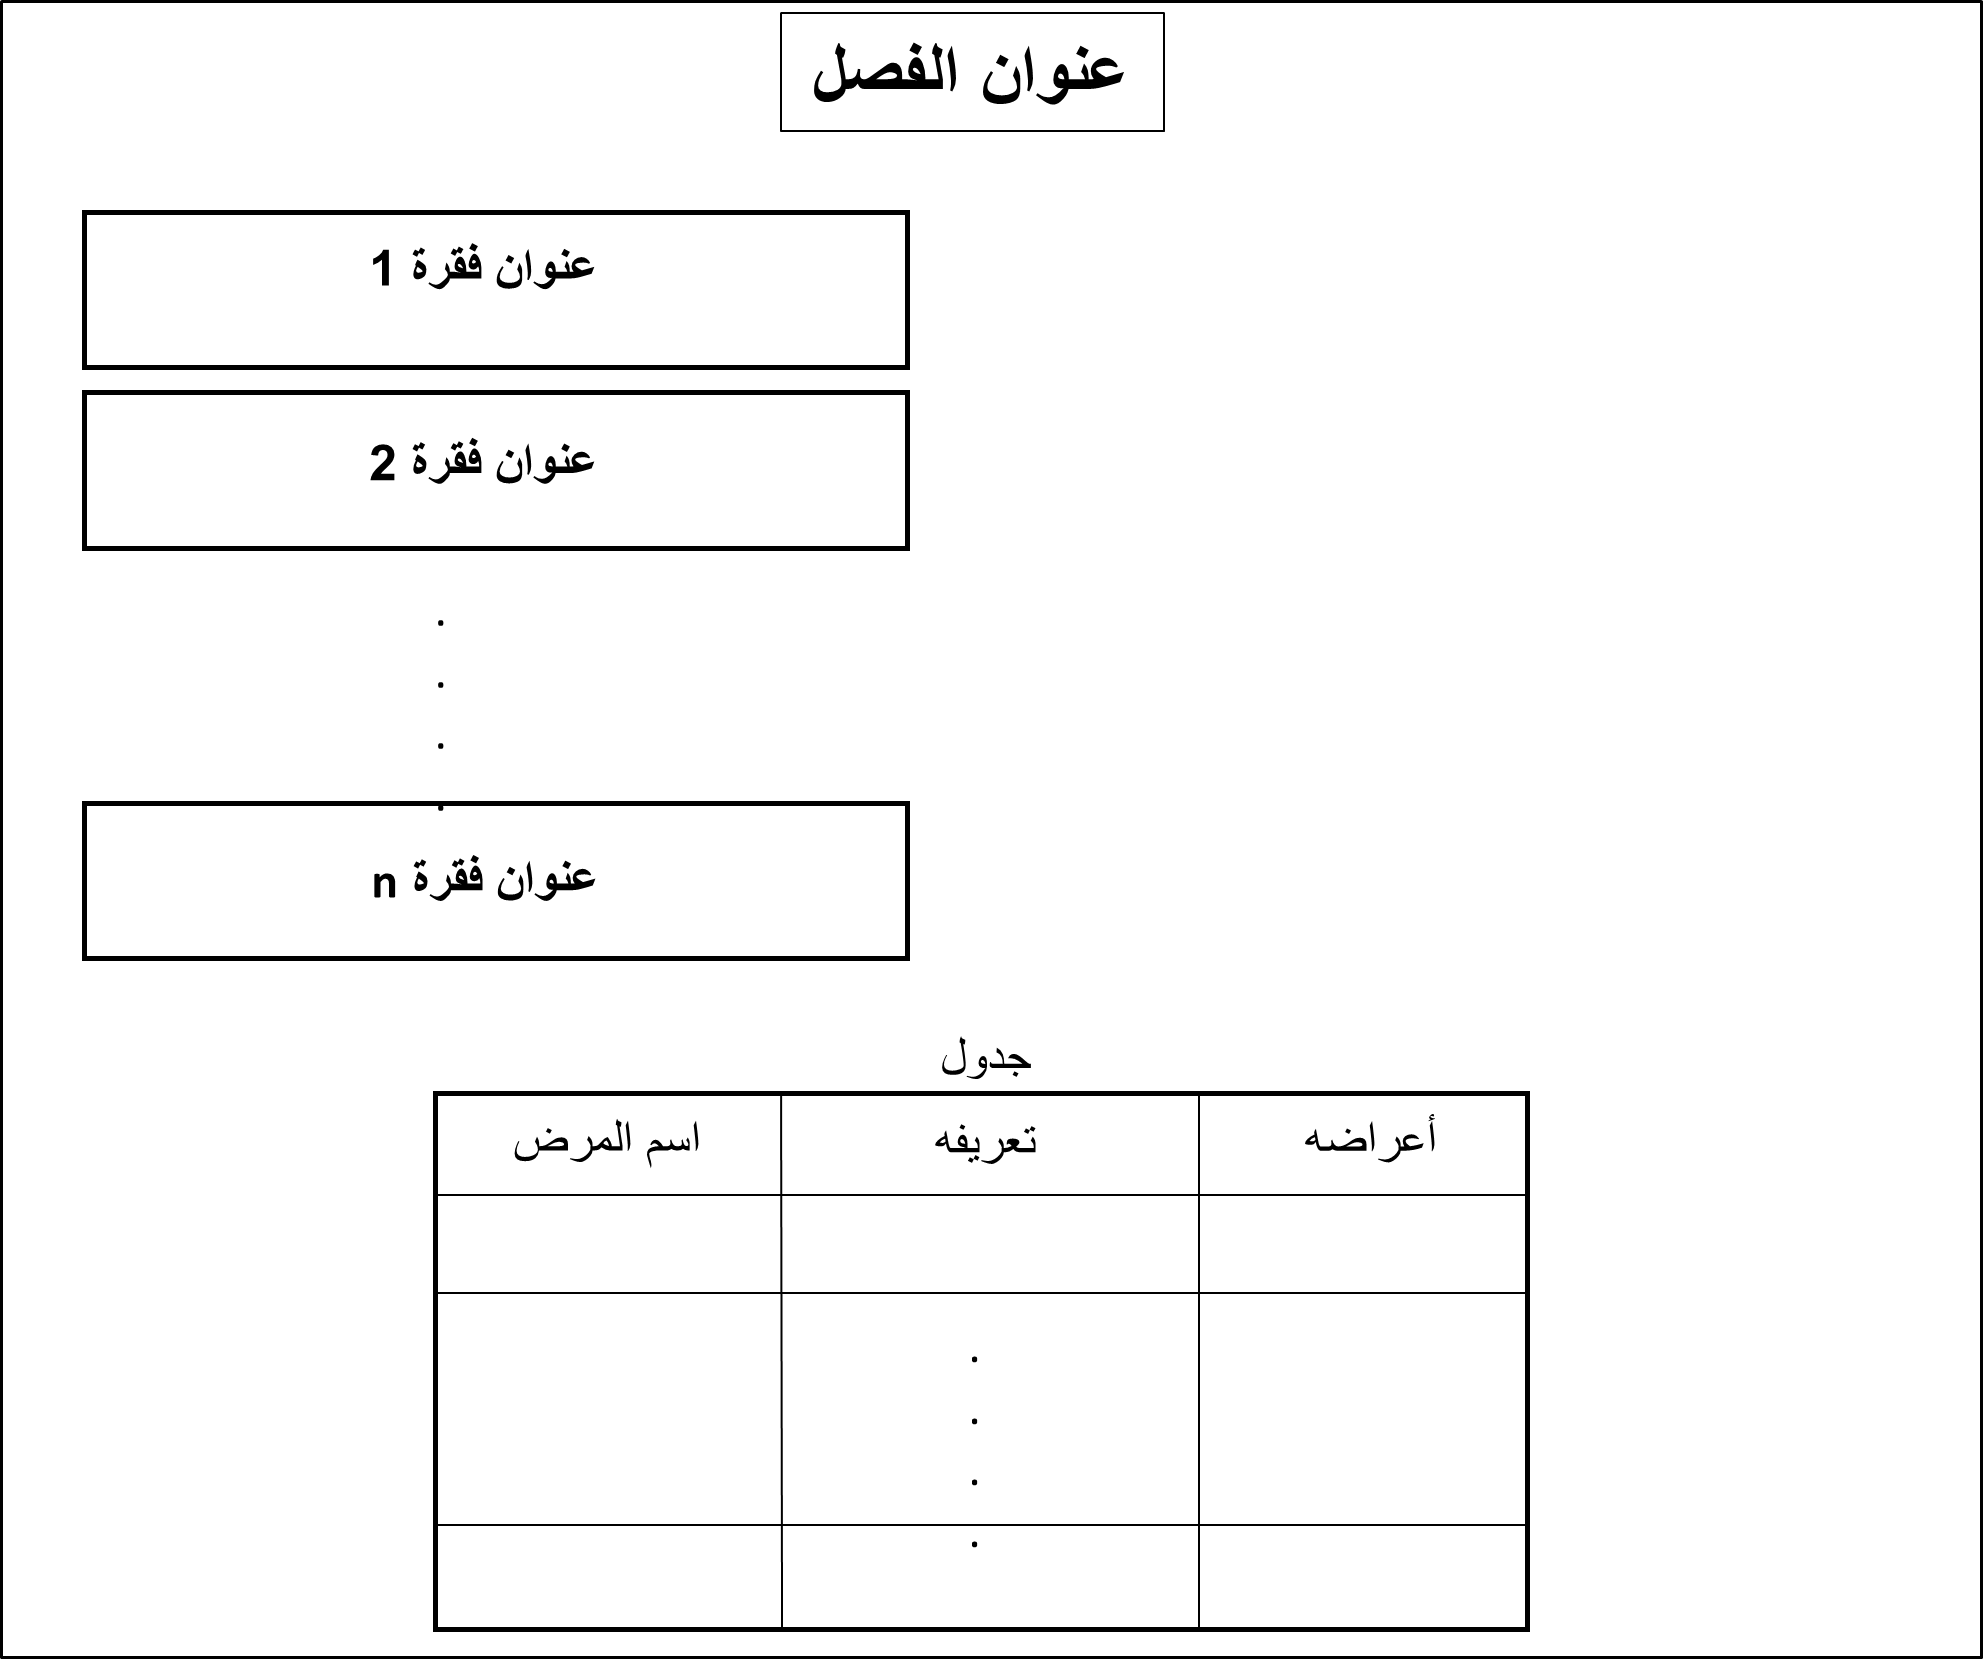 عنوان الفصل
عنوان فقرة 1
عنوان فقرة 2
.
.
.
.
عنوان فقرة n
جدول
أعراضه تعريفه اسم المرض
.
.
.
.